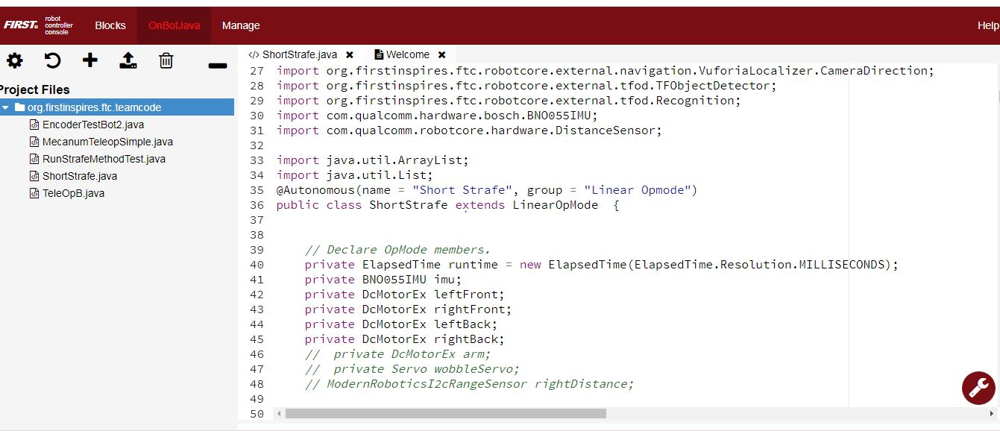 FIRST. robot controller console Blocks OnBotJava Manage Help
ShortStrafe.java Welcome
Project Files
org.firstinspires.ftc.teamcode
EncoderTestBot2.java
MecanumTeleopSimple.java
RunStrafeMethodTest.java
ShortStrafe.java
TeleOpB.java
27 import org.firstinspires.ftc.robotcore.external.navigation.VuforiaLocalizer.CameraDirection;
28 import org.firstinspires.ftc.robotcore.external.tfod.TFObjectDetector;
29 import org.firstinspires.ftc.robotcore.external.tfod.Recognition;
30 import com.qualcomm.hardware.bosch.BNO055IMU;
31 import com.qualcomm.robotcore.hardware.DistanceSensor;
32
33 import java.util.ArrayList;
34 import java.util.List;
35 @Autonomous(name = "Short Strafe", group = "Linear Opmode")
36 public class ShortStrafe extends LinearOpMode  {
37
38
39 // Declare OpMode members.
40 private ElapsedTime runtime = new ElapsedTime(ElapsedTime.Resolution.MILLISECONDS);
41 private BNO055IMU imu;
42 private DcMotorEx leftFront;
43 private DcMotorEx rightFront;
44 private DcMotorEx leftBack;
45 private DcMotorEx rightBack;
46 //  private DcMotorEx arm;
47 //  private Servo wobbleServo;
48 // ModernRoboticsI2cRangeSensor rightDistance;
49
50